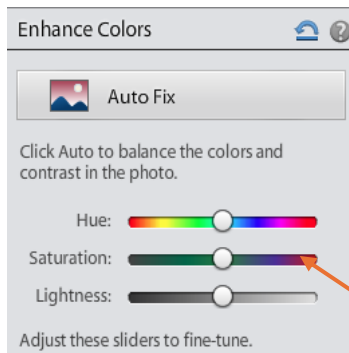 Enhance Colors
Auto Fix
Click Auto to balance the colors and
contrast in the photo.
Hue:
Saturation:
Lightness:
Adjust these sliders to fine-tune.